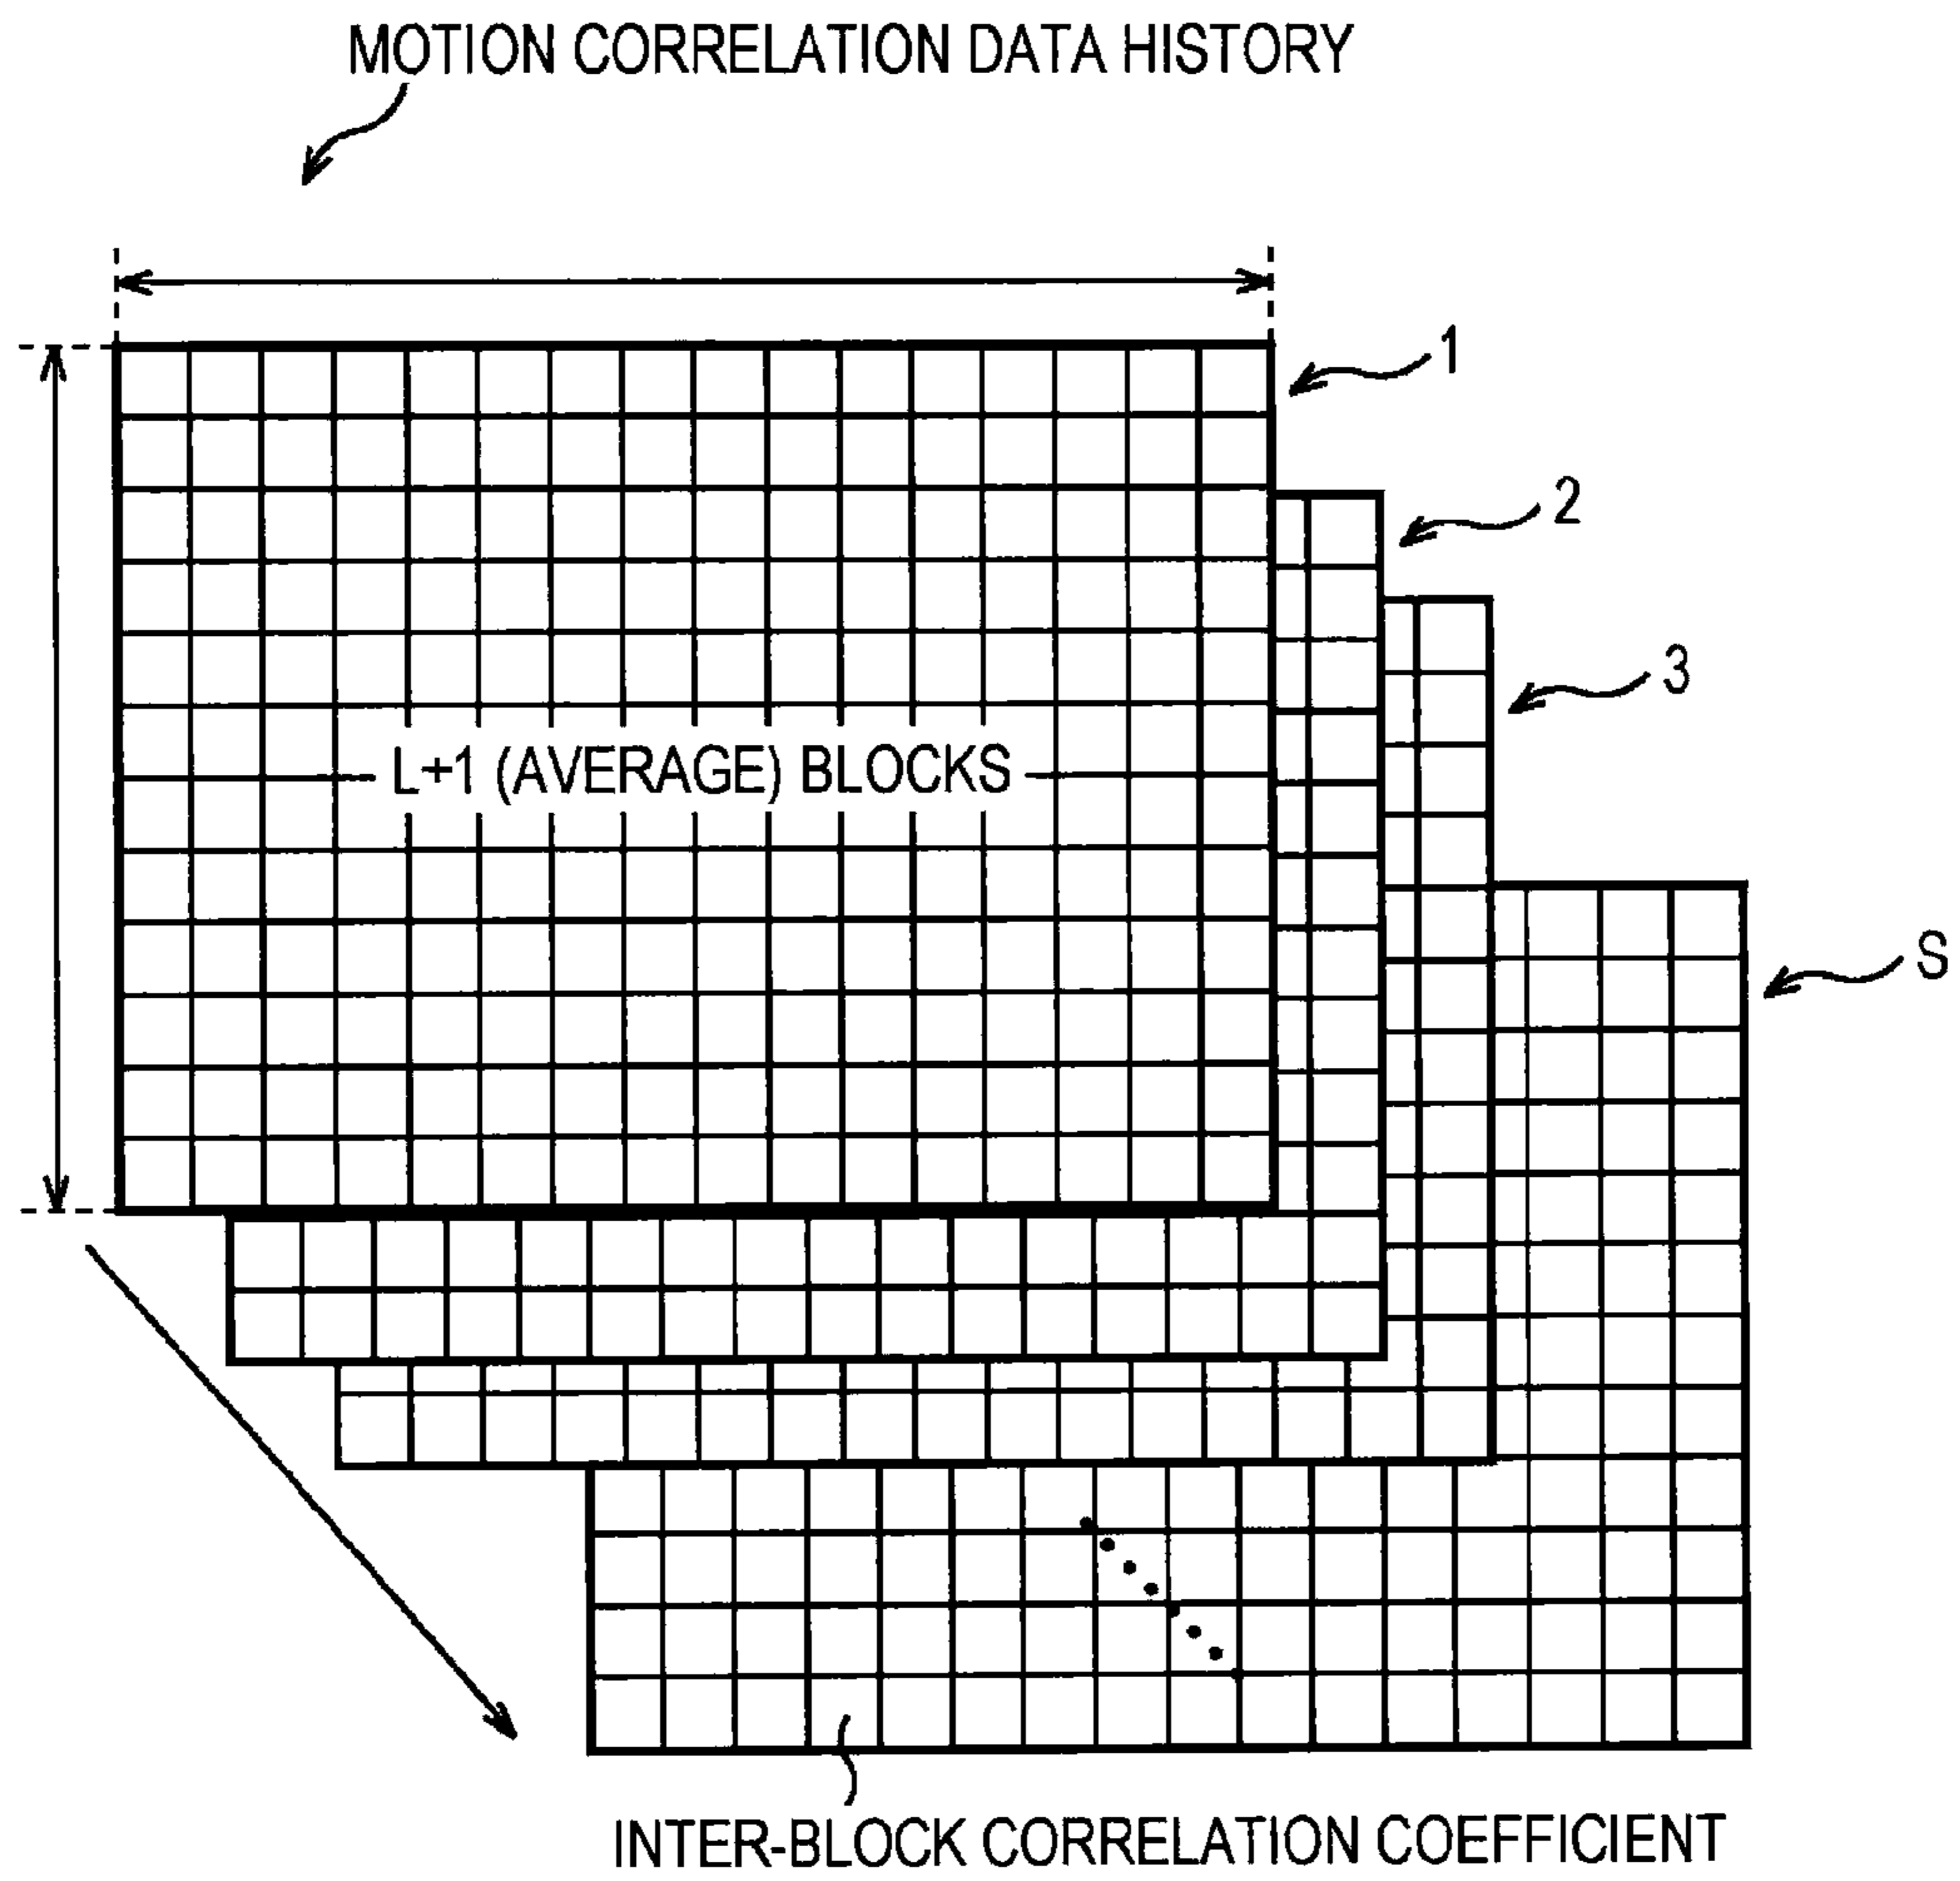 MOTION CORRELATION DATA HISTORY
1
2
3
L+1 (AVERAGE) BLOCKS
S
INTER-BLOCK CORRELATION COEFFICIENT